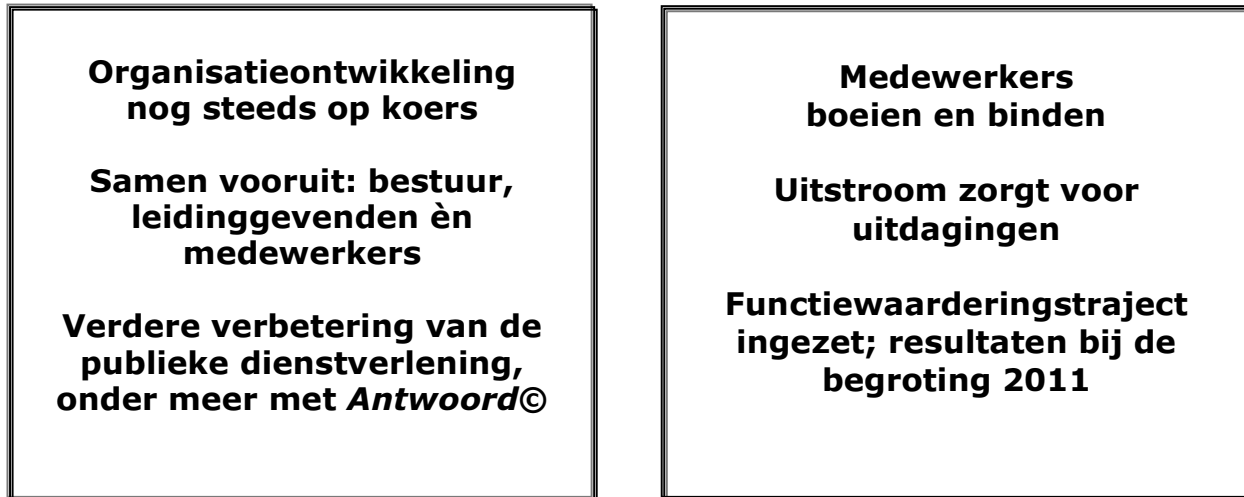 Organisatieontwikkeling
nog steeds op koers
Samen vooruit: bestuur,
leidinggevenden èn
medewerkers
Verdere verbetering van de
publieke dienstverlening,
onder meer met Antwoord©
Medewerkers
boeien en binden
Uitstroom zorgt voor
uitdagingen
Functiewaarderingstraject
ingezet; resultaten bij de
begroting 2011